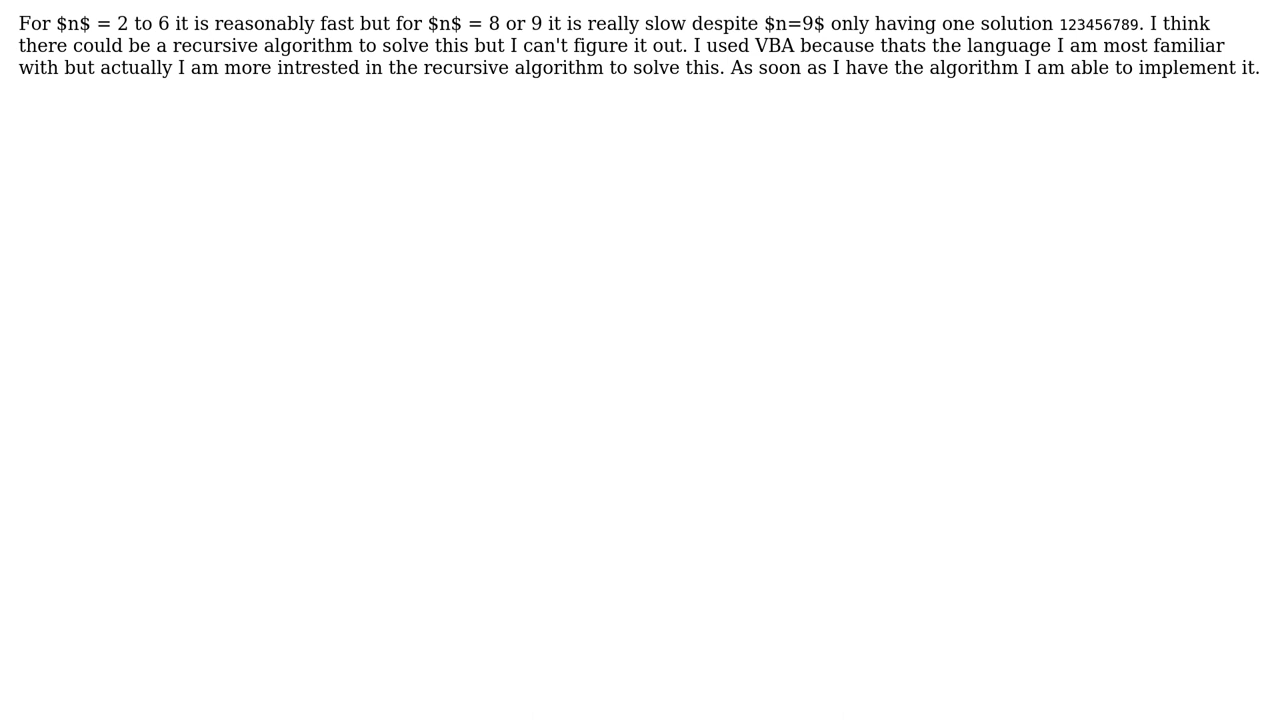 For $n$ = 2 to 6 it is reasonably fast but for $n$ = 8 or 9 it is really slow despite $n=9$ only having one solution 123456789. I think
there could be a recursive algorithm to solve this but I can't figure it out. I used VBA because thats the language I am most familiar
with but actually I am more intrested in the recursive algorithm to solve this. As soon as I have the algorithm I am able to implement it.